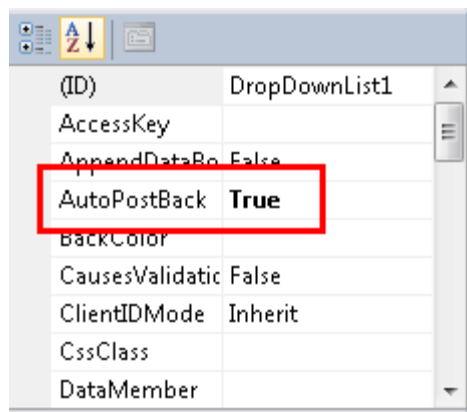 A
Z
(ID) DropDownList1
AccessKey
AppendDataBo False
AutoPostBack True
BackColor
CausesValidatic False
ClientIDMode Inherit
CssClass
DataMember